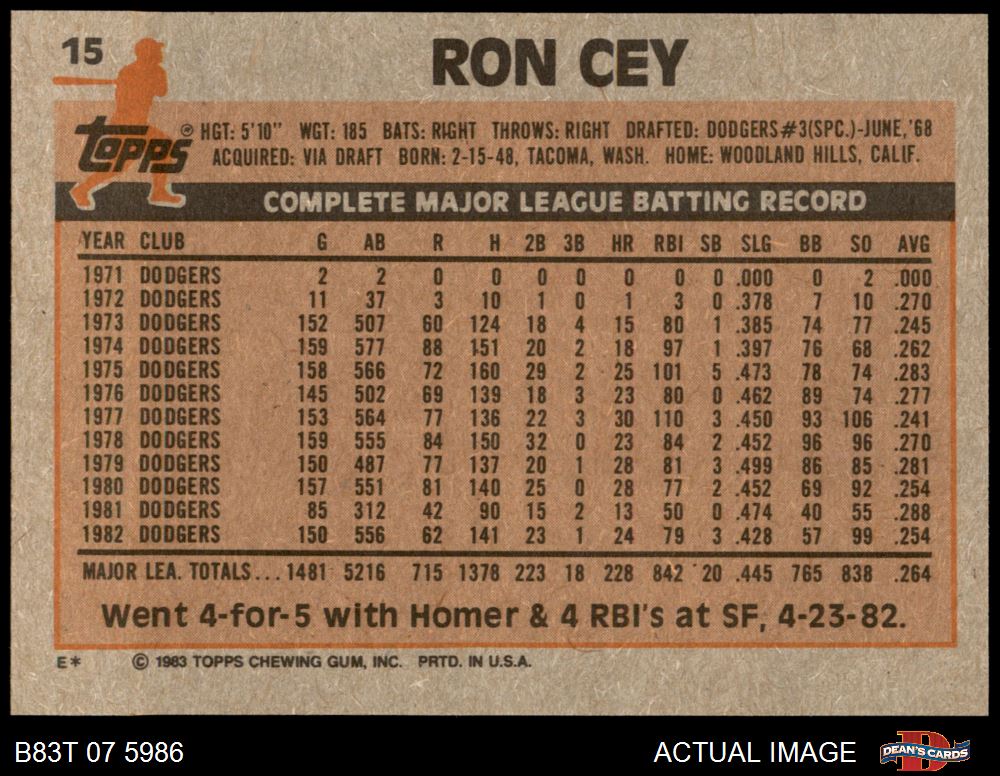 15
RON CEY
Topps ®
HGT: 5'10" WGT: 185 BATS: RIGHT THROWS: RIGHT DRAFTED: DODGERS#3(SPC.)-JUNE,'68
ACQUIRED: VIA DRAFT BORN: 2-15-48, TACOMA, WASH. HOME: WOODLAND HILLS, CALIF.
COMPLETE MAJOR LEAGUE BATTING RECORD
YEAR CLUB G AB R H 2B 3B HR RBI SB SLG BB SO AVG
1971 DODGERS 2 2 0 0 0 0 0 0 0 .000 0 2 .000
1972 DODGERS 11 37 3 10 1 0 1 3 0 .378 7 10 .270
1973 DODGERS 152 507 60 124 18 4 15 80 1 .385 74 77 .245
1974 DODGERS 159 577 88 151 20 2 18 97 1 .397 76 68 .262
1975 DODGERS 158 566 72 160 29 2 25 101 5 .473 78 74 .283
1976 DODGERS 145 502 69 139 18 3 23 80 0 .462 89 74 .277
1977 DODGERS 153 564 77 136 22 3 30 110 3 .450 93 106 .241
1978 DODGERS 159 555 84 150 32 0 23 84 2 .452 96 96 .270
1979 DODGERS 150 487 77 137 20 1 28 81 3 .499 86 85 .281
1980 DODGERS 157 551 81 140 25 0 28 77 2 .452 69 92 .254
1981 DODGERS 85 312 42 90 15 2 13 50 0 .474 40 55 .288
1982 DODGERS 150 556 62 141 23 1 24 79 3 .428 57 99 .254
MAJOR LEA. TOTALS... 1481 5216 715 1378 223 18 228 842 20 .445 765 838 .264
Went 4-for-5 with Homer & 4 RBI's at SF, 4-23-82.
E* © 1983 TOPPS CHEWING GUM, INC. PRTD. IN U.S.A.
B83T 07 5986 ACTUAL IMAGE DEAN'S CARDS